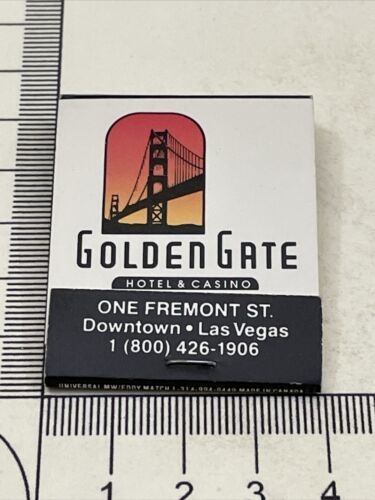 GOLDEN GATE
HOTEL & CASINO
ONE FREMONT ST.
Downtown • Las Vegas
1 (800) 426-1906
UNIVERSAL MW/EDDY MATCH 1-314-994-9449 MADE IN CANADA
1 2 3 4